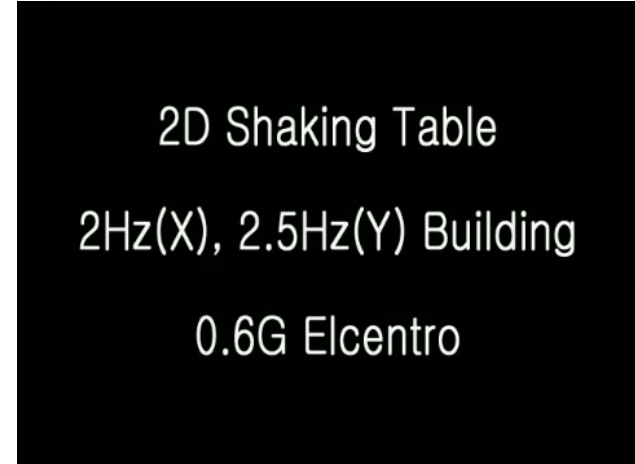 2D Shaking Table
2Hz(X), 2.5Hz(Y) Building
0.6G Elcentro